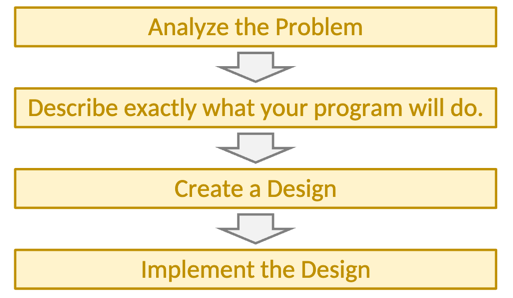 Analyze the Problem
Describe exactly what your program will do.
Create a Design
Implement the Design